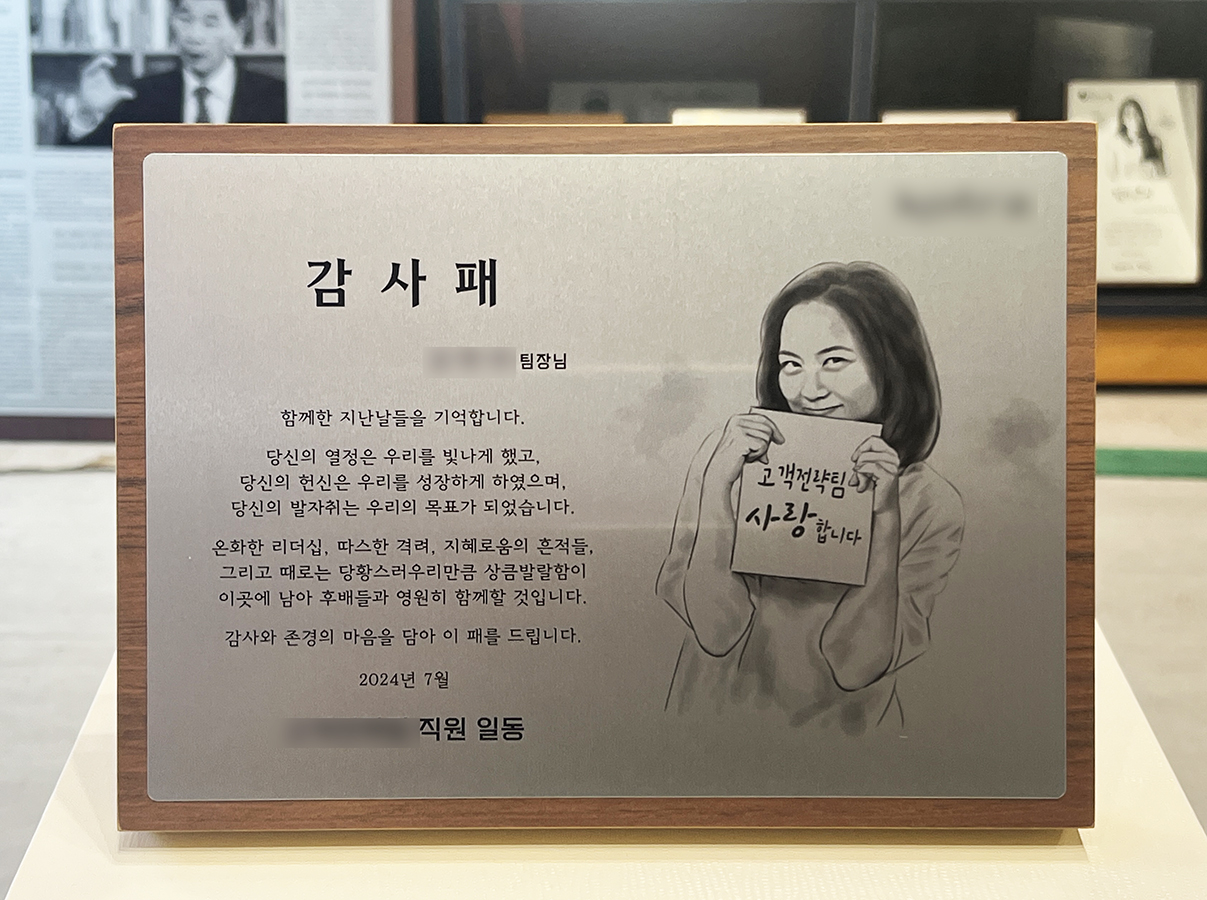 감사패
팀장님
함께한 지난날들을 기억합니다.
당신의 열정은 우리를 빛나게 했고,
당신의 헌신은 우리를 성장하게 하였으며,
당신의 발자취는 우리의 목표가 되었습니다.
온화한 리더십, 따스한 격려, 지혜로움의 흔적들,
그리고 때로는 당황스러우리만큼 상큼발랄함이
이곳에 남아 후배들과 영원히 함께할 것입니다.
감사와 존경의 마음을 담아 이 패를 드립니다.
2024년 7월
직원 일동
고객전략팀
사랑합니다